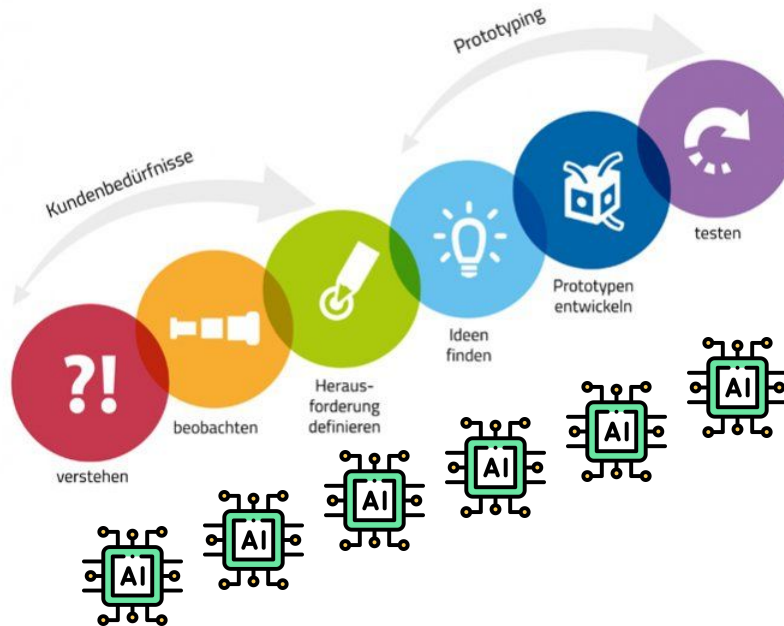 Prototyping
Kundenbedürfnisse
?!
verstehen
beobachten
Heraus-
forderung
definieren
Ideen
finden
Prototypen
entwickeln
testen
AI
AI
AI
AI
AI
AI